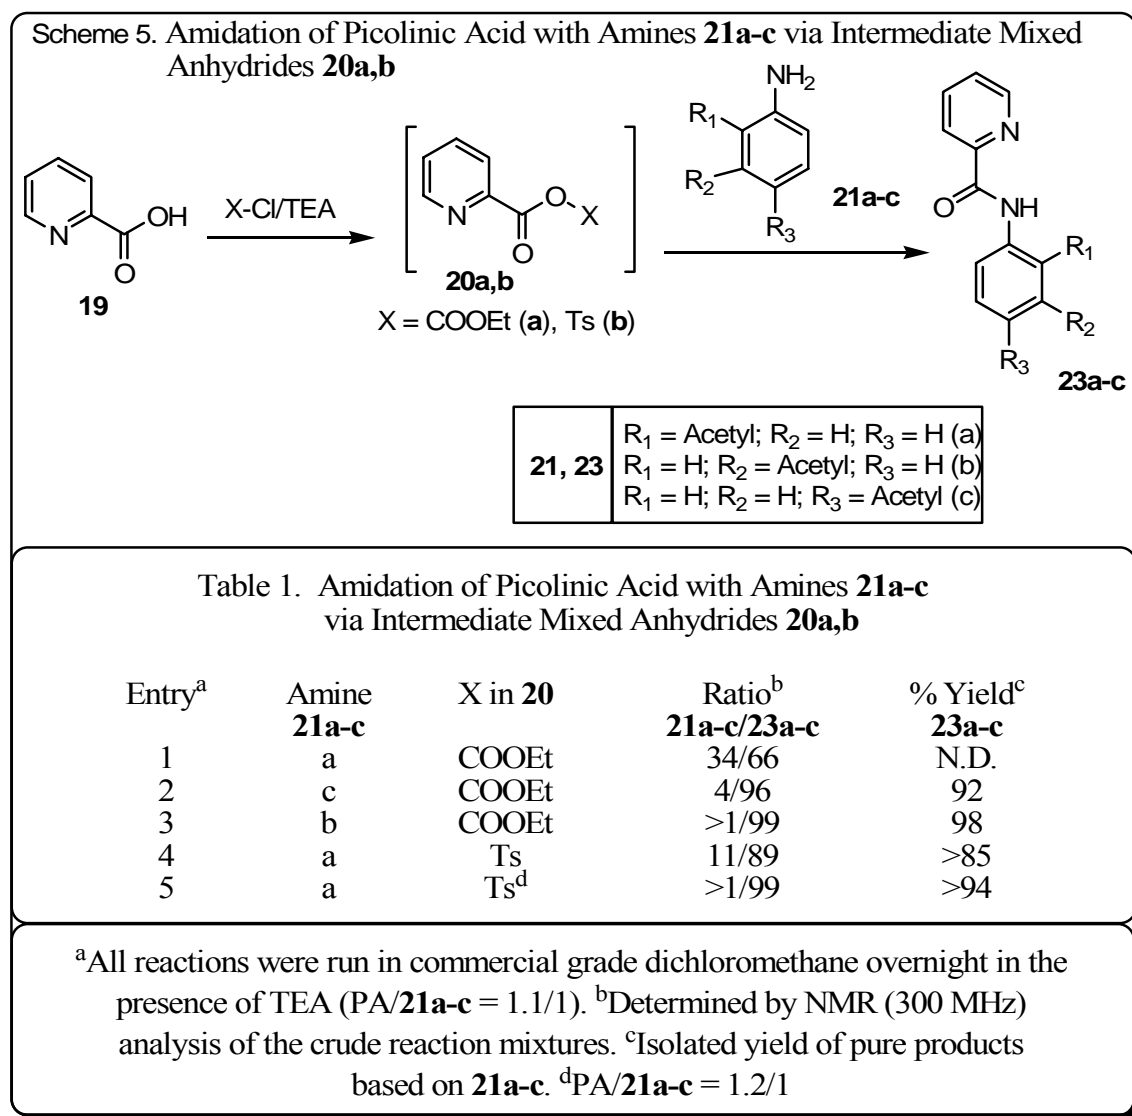 Scheme 5. Amidation of Picolinic Acid with Amines 21a-c via Intermediate Mixed
Anhydrides 20a,b
N
OH
O
19
X-Cl/TEA
N
O
X
O
20a,b
X = COOEt (a), Ts (b)
NH2
R1
R2
R3
21a-c
N
O
NH
R1
R2
R3
23a-c
21, 23
R1 = Acetyl; R2 = H; R3 = H (a)
R1 = H; R2 = Acetyl; R3 = H (b)
R1 = H; R2 = H; R3 = Acetyl (c)
Table 1. Amidation of Picolinic Acid with Amines 21a-c
via Intermediate Mixed Anhydrides 20a,b
Entrya Amine X in 20 Ratiob % Yieldc
21a-c 21a-c/23a-c 23a-c
1 a COOEt 34/66 N.D.
2 c COOEt 4/96 92
3 b COOEt >1/99 98
4 a Ts 11/89 >85
5 a Tsd >1/99 >94
aAll reactions were run in commercial grade dichloromethane overnight in the
presence of TEA (PA/21a-c = 1.1/1). bDetermined by NMR (300 MHz)
analysis of the crude reaction mixtures. cIsolated yield of pure products
based on 21a-c. dPA/21a-c = 1.2/1